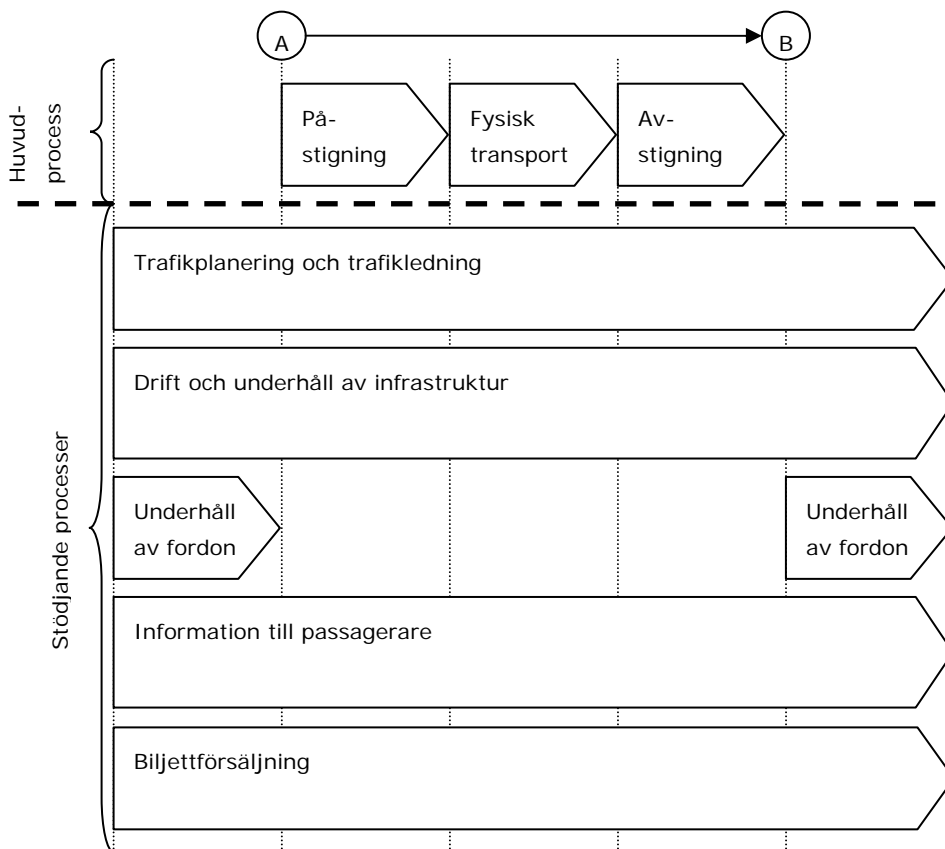 A
B
Huvud-
process
På-
stigning
Fysisk
transport
Av-
stigning
Stödjande processer
Trafikplanering och trafikledning
Drift och underhåll av infrastruktur
Underhåll
av fordon
Underhåll
av fordon
Information till passagerare
Biljettförsäljning